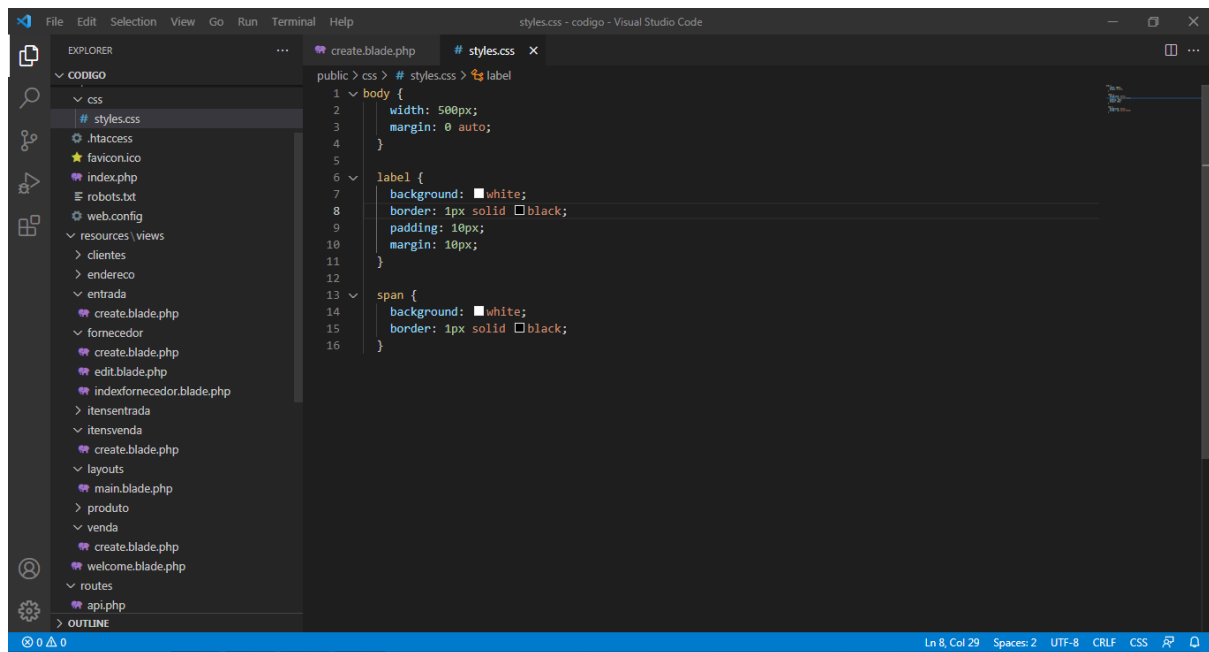 File Edit Selection View Go Run Terminal Help
styles.css - codigo - Visual Studio Code
EXPLORER
CODIGO
css
# styles.css
.htaccess
favicon.ico
index.php
robots.txt
web.config
resources \ views
clientes
endereco
entrada
create.blade.php
fornecedor
create.blade.php
edit.blade.php
indexfornecedor.blade.php
itensentrada
itensvenda
create.blade.php
layouts
main.blade.php
produto
venda
create.blade.php
welcome.blade.php
routes
api.php
OUTLINE
create.blade.php # styles.css
public > css > # styles.css > label
1 body {
2 width: 500px;
3 margin: 0 auto;
4 }
5
6 label {
7 background: white;
8 border: 1px solid black;
9 padding: 10px;
10 margin: 10px;
11 }
12
13 span {
14 background: white;
15 border: 1px solid black;
16 }
0 0
Ln 8, Col 29 Spaces: 2 UTF-8 CRLF CSS